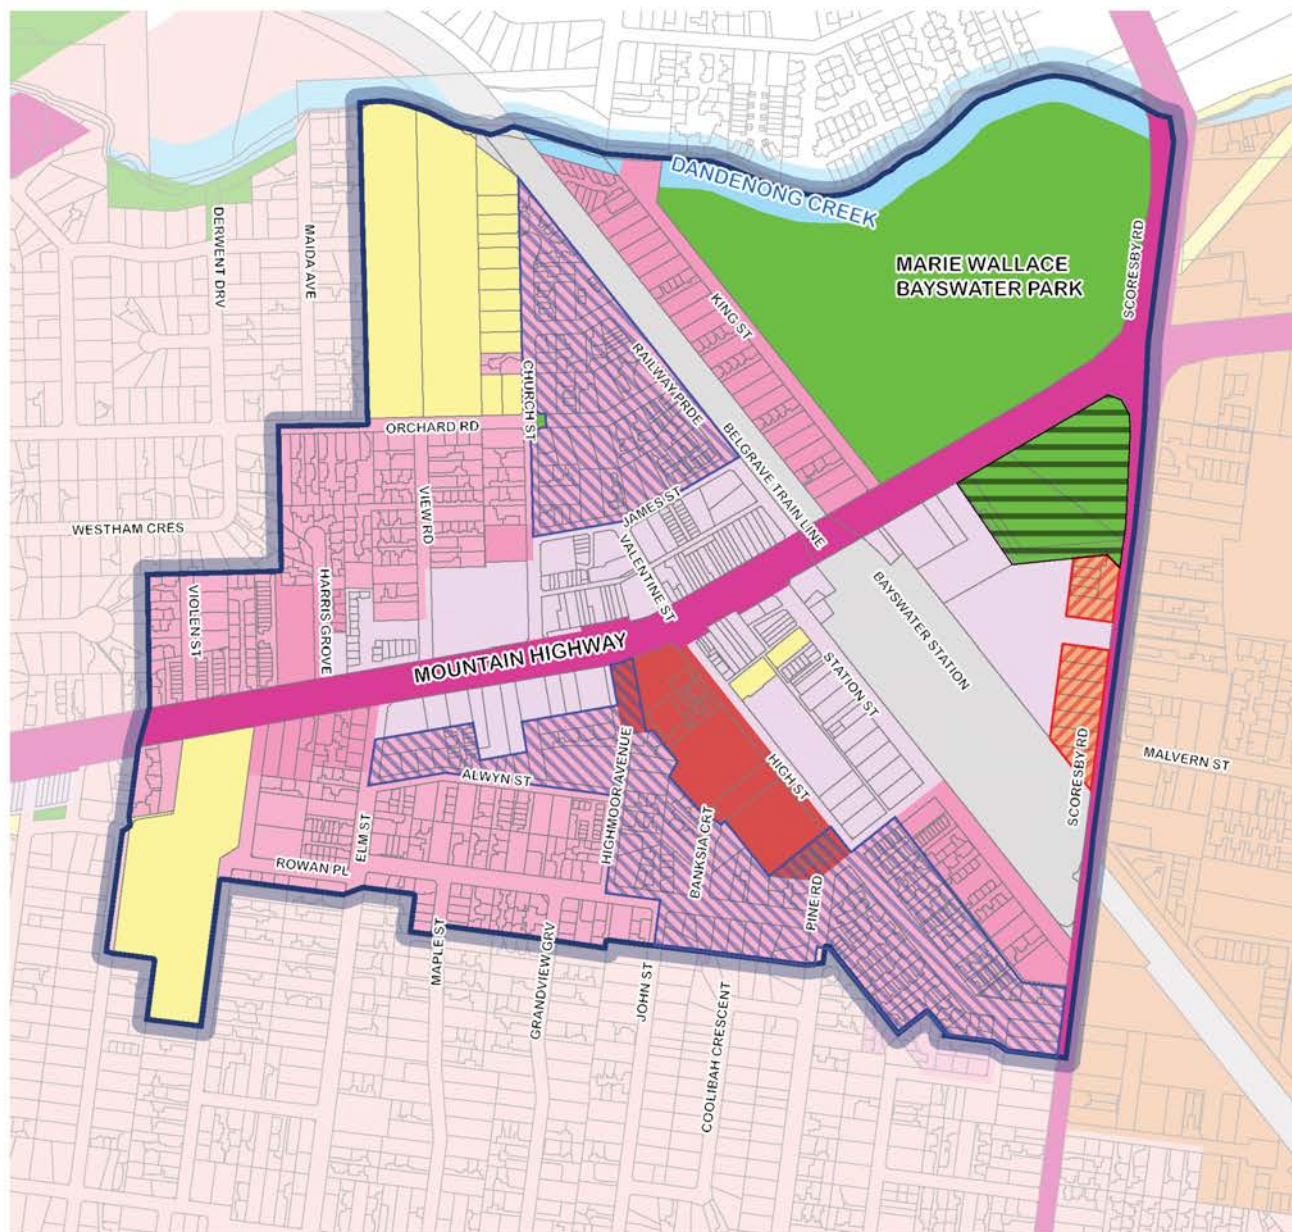 DANDENONG CREEK
DERWENT DRV
MAIDA AVE
MARIE WALLACE
BAYSWATER PARK
SCORESBY RD
KING ST
RAILWAY PRDE
CHURCH ST
ORCHARD RD
BELGRAVE TRAIN LINE
VIEW RD
JAMES ST
WESTHAM CRES
VALENTINE ST
HARRIS GROVE
VIOLEN ST
BAYSWATER STATION
MOUNTAIN HIGHWAY
STATION ST
HIGH ST
MALVERN ST
SCORESBY RD
ALWYN ST
HIGHMOOR AVENUE
ELM ST
BANKSIA CRT
ROWAN PL
PINE RD
MAPLE ST
GRANDVIEW GRV
JOHN ST
COOLIBAH CRESCENT